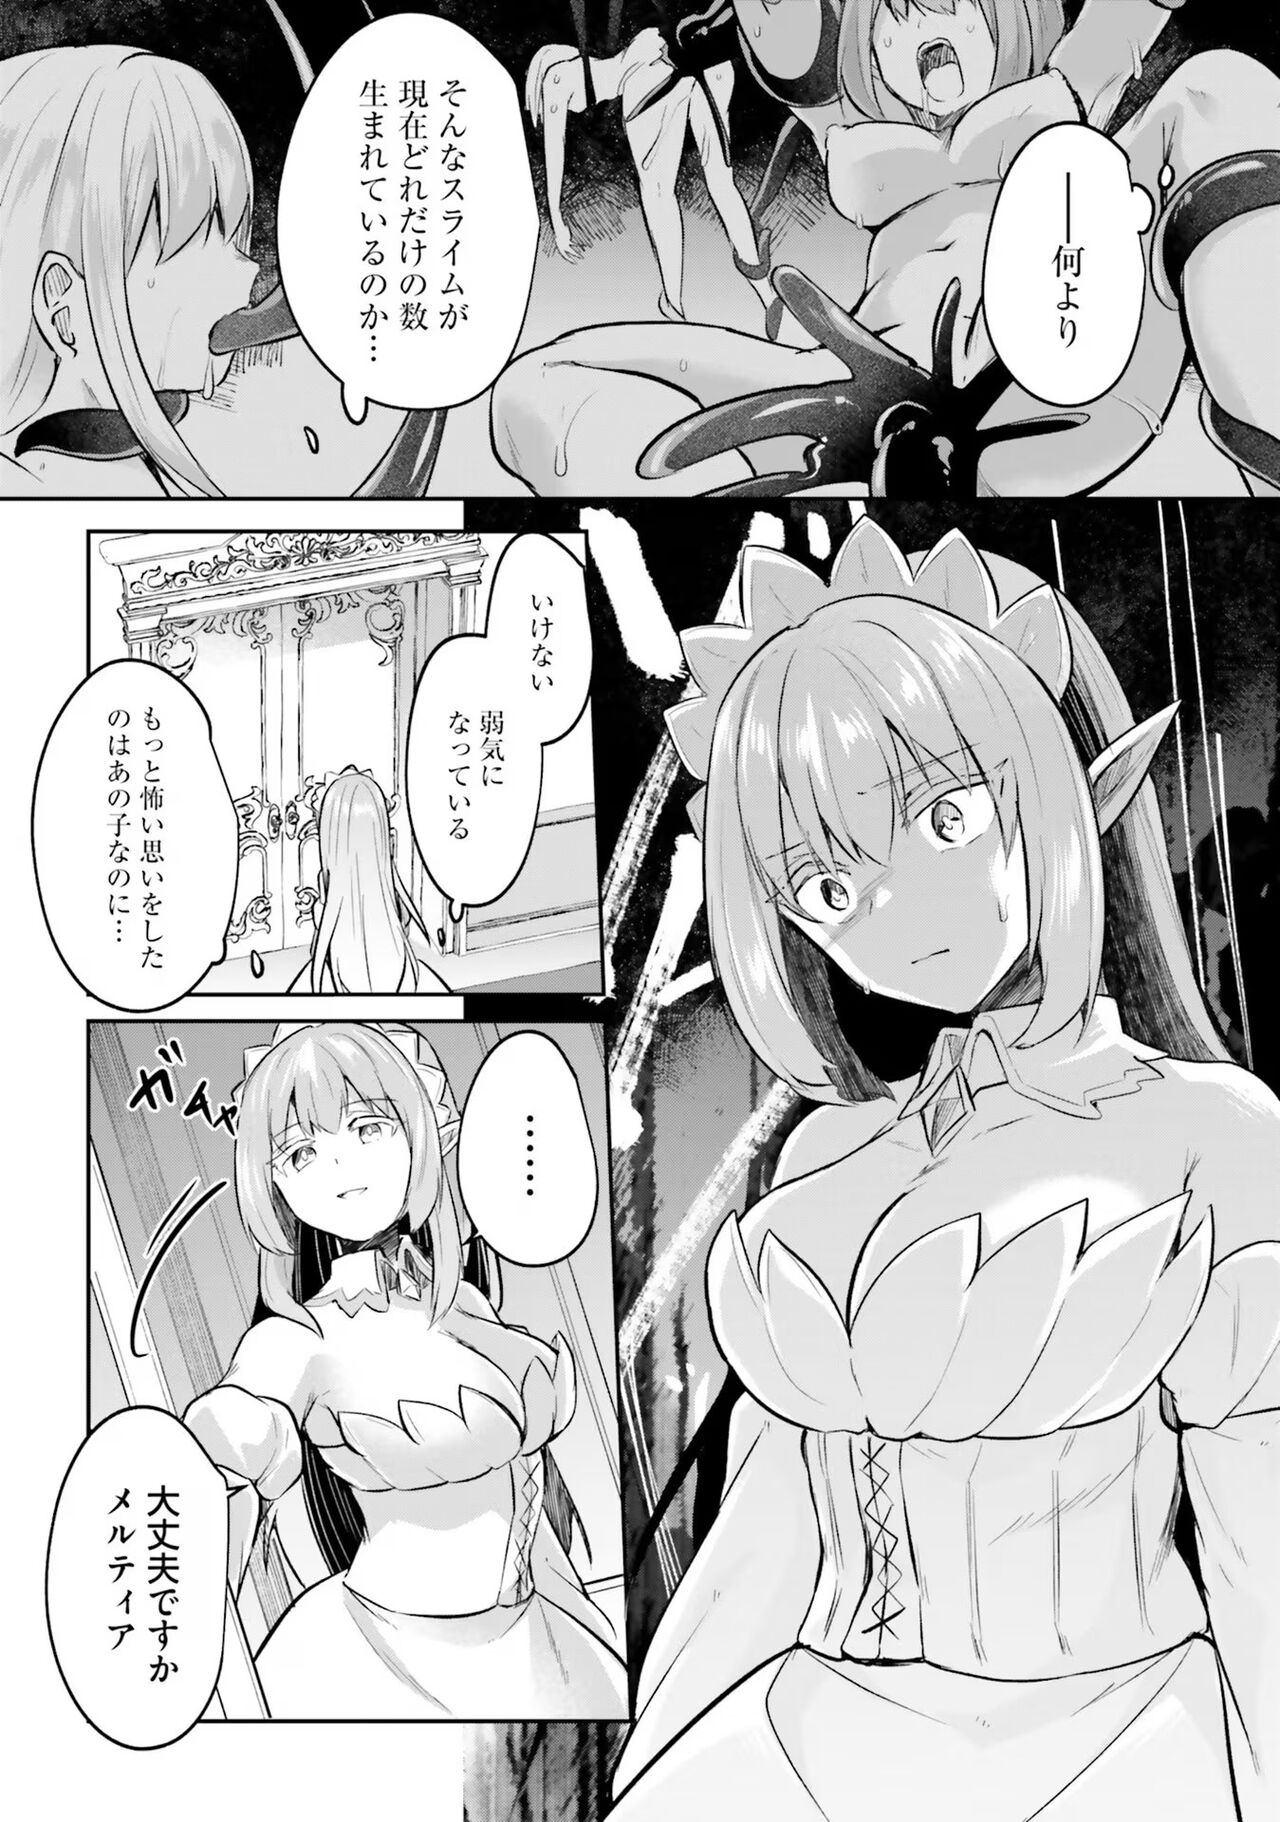 ――何より
そんなスライムが
現在どれだけの数
生まれているのか…
いけない
弱気に
なっている
もっと怖い思いをした
のはあの子なのに…
ガチャ
……
大丈夫ですか
メルティア